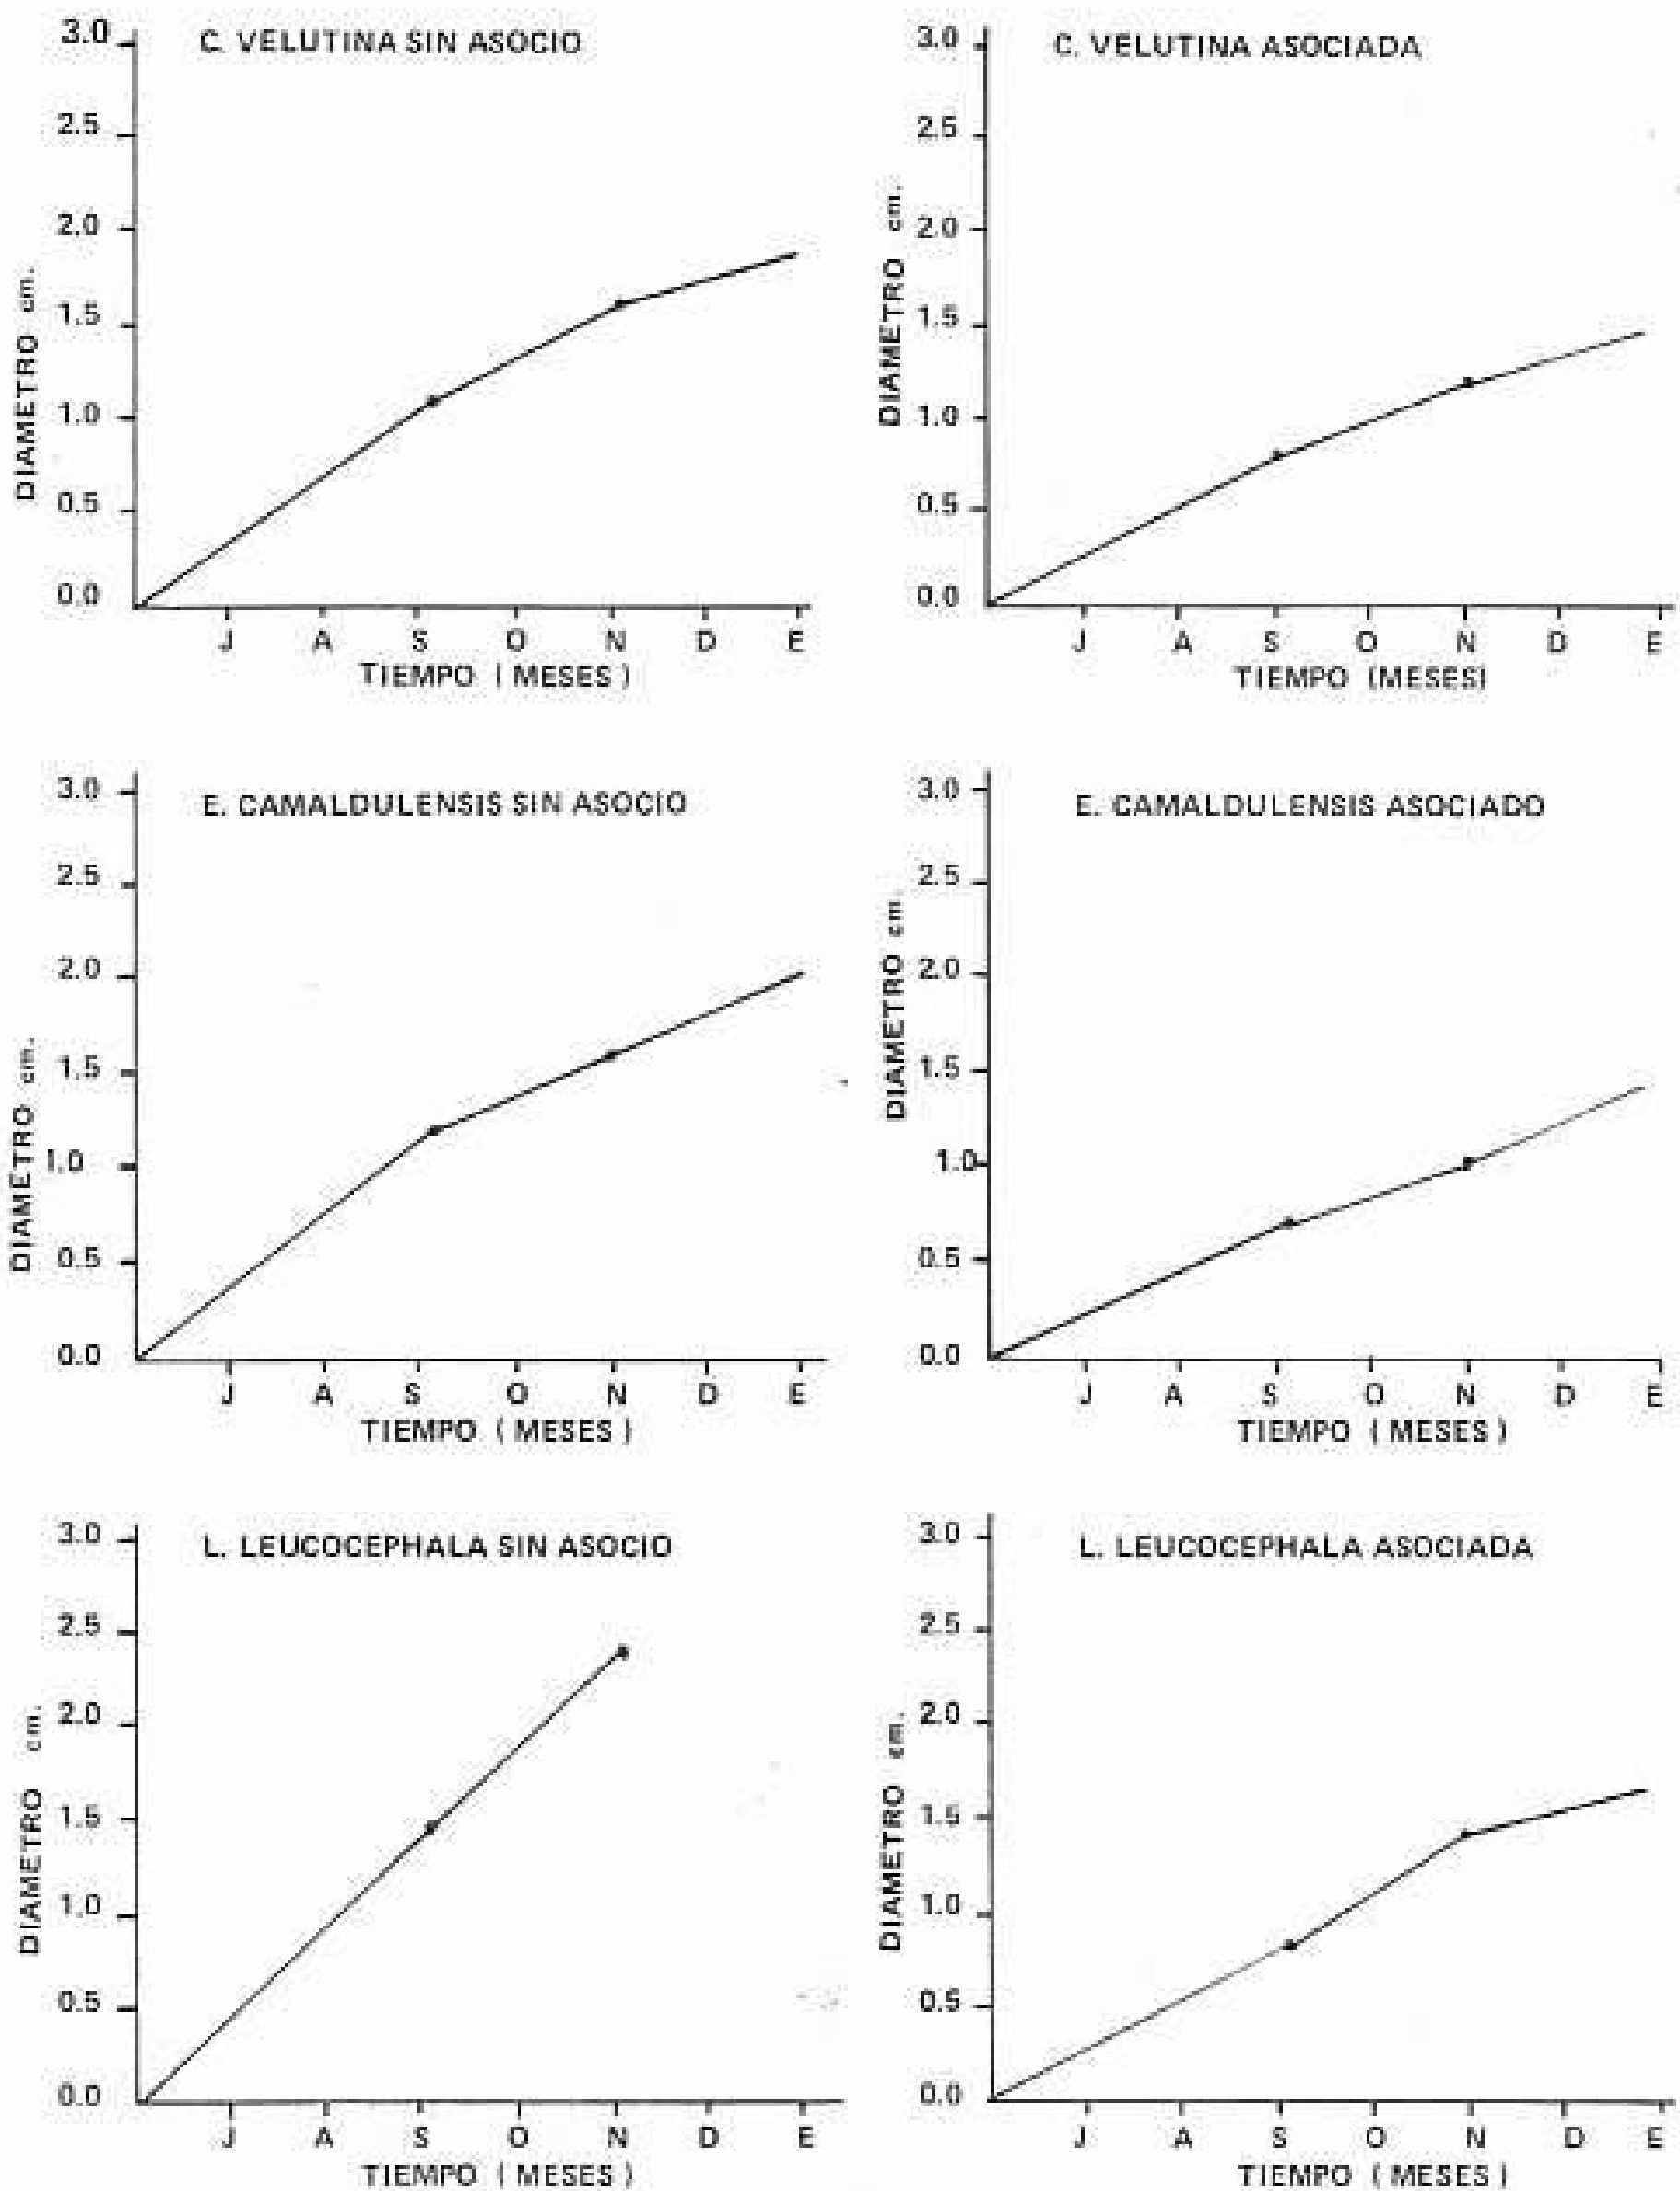 C. VELUTINA SIN ASOCIO
3.0
2.5
2.0
1.5
1.0
0.5
0.0
DIAMETRO cm.
J A S O N D E
TIEMPO (MESES)
C. VELUTINA ASOCIADA
3.0
2.5
2.0
1.5
1.0
0.5
0.0
DIAMETRO cm.
J A S O N D E
TIEMPO (MESES)
E. CAMALDULENSIS SIN ASOCIO
3.0
2.5
2.0
1.5
1.0
0.5
0.0
DIAMETRO cm.
J A S O N D E
TIEMPO (MESES)
E. CAMALDULENSIS ASOCIADO
3.0
2.5
2.0
1.5
1.0
0.5
0.0
DIAMETRO cm.
J A S O N D E
TIEMPO (MESES)
L. LEUCOCEPHALA SIN ASOCIO
3.0
2.5
2.0
1.5
1.0
0.5
0.0
DIAMETRO cm.
J A S O N D E
TIEMPO (MESES)
L. LEUCOCEPHALA ASOCIADA
3.0
2.5
2.0
1.5
1.0
0.5
0.0
DIAMETRO cm.
J A S O N D E
TIEMPO (MESES)